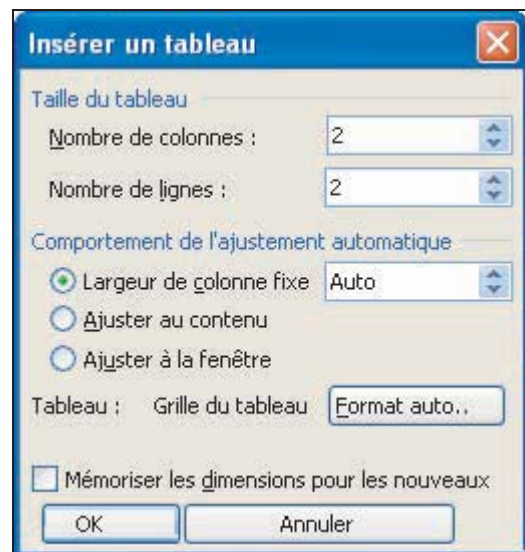 Insérer un tableau
Taille du tableau
Nombre de colonnes : 2
Nombre de lignes : 2
Comportement de l'ajustement automatique
Largeur de colonne fixe Auto
Ajuster au contenu
Ajuster à la fenêtre
Tableau : Grille du tableau Format auto..
Mémoriser les dimensions pour les nouveaux
OK Annuler